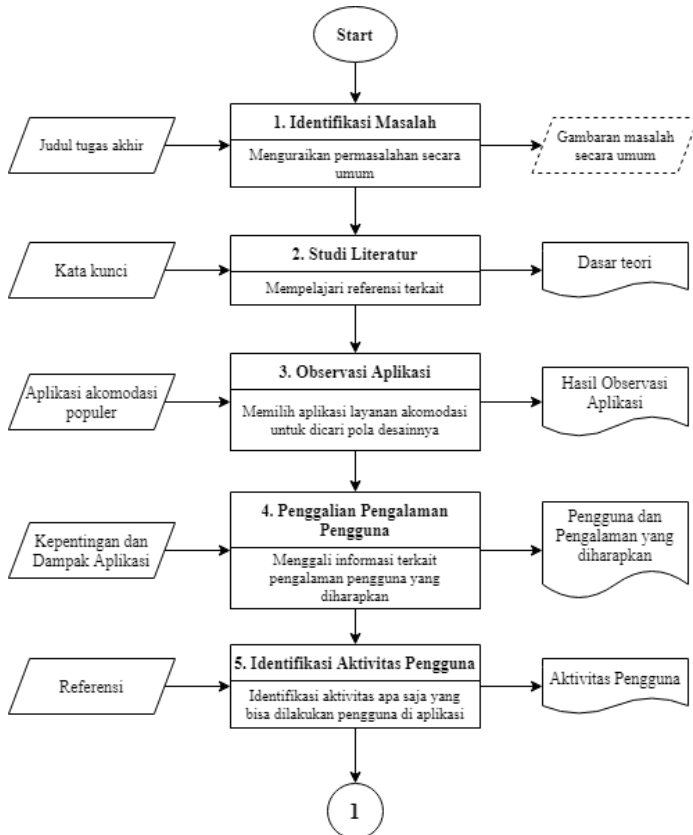 Start
1. Identifikasi Masalah
Judul tugas akhir
Menguraikan permasalahan secara
umum
Gambaran masalah
secara umum
2. Studi Literatur
Kata kunci
Mempelajari referensi terkait
Dasar teori
3. Observasi Aplikasi
Aplikasi akomodasi
populer
Memilih aplikasi layanan akomodasi
untuk dicari pola desainnya
Hasil Observasi
Aplikasi
4. Penggalian Pengalaman
Pengguna
Kepentingan dan
Dampak Aplikasi
Menggali informasi terkait
pengalaman pengguna yang
diharapkan
Pengguna dan
Pengalaman yang
diharapkan
5. Identifikasi Aktivitas Pengguna
Referensi
Identifikasi aktivitas apa saja yang
bisa dilakukan pengguna di aplikasi
Aktivitas Pengguna
1